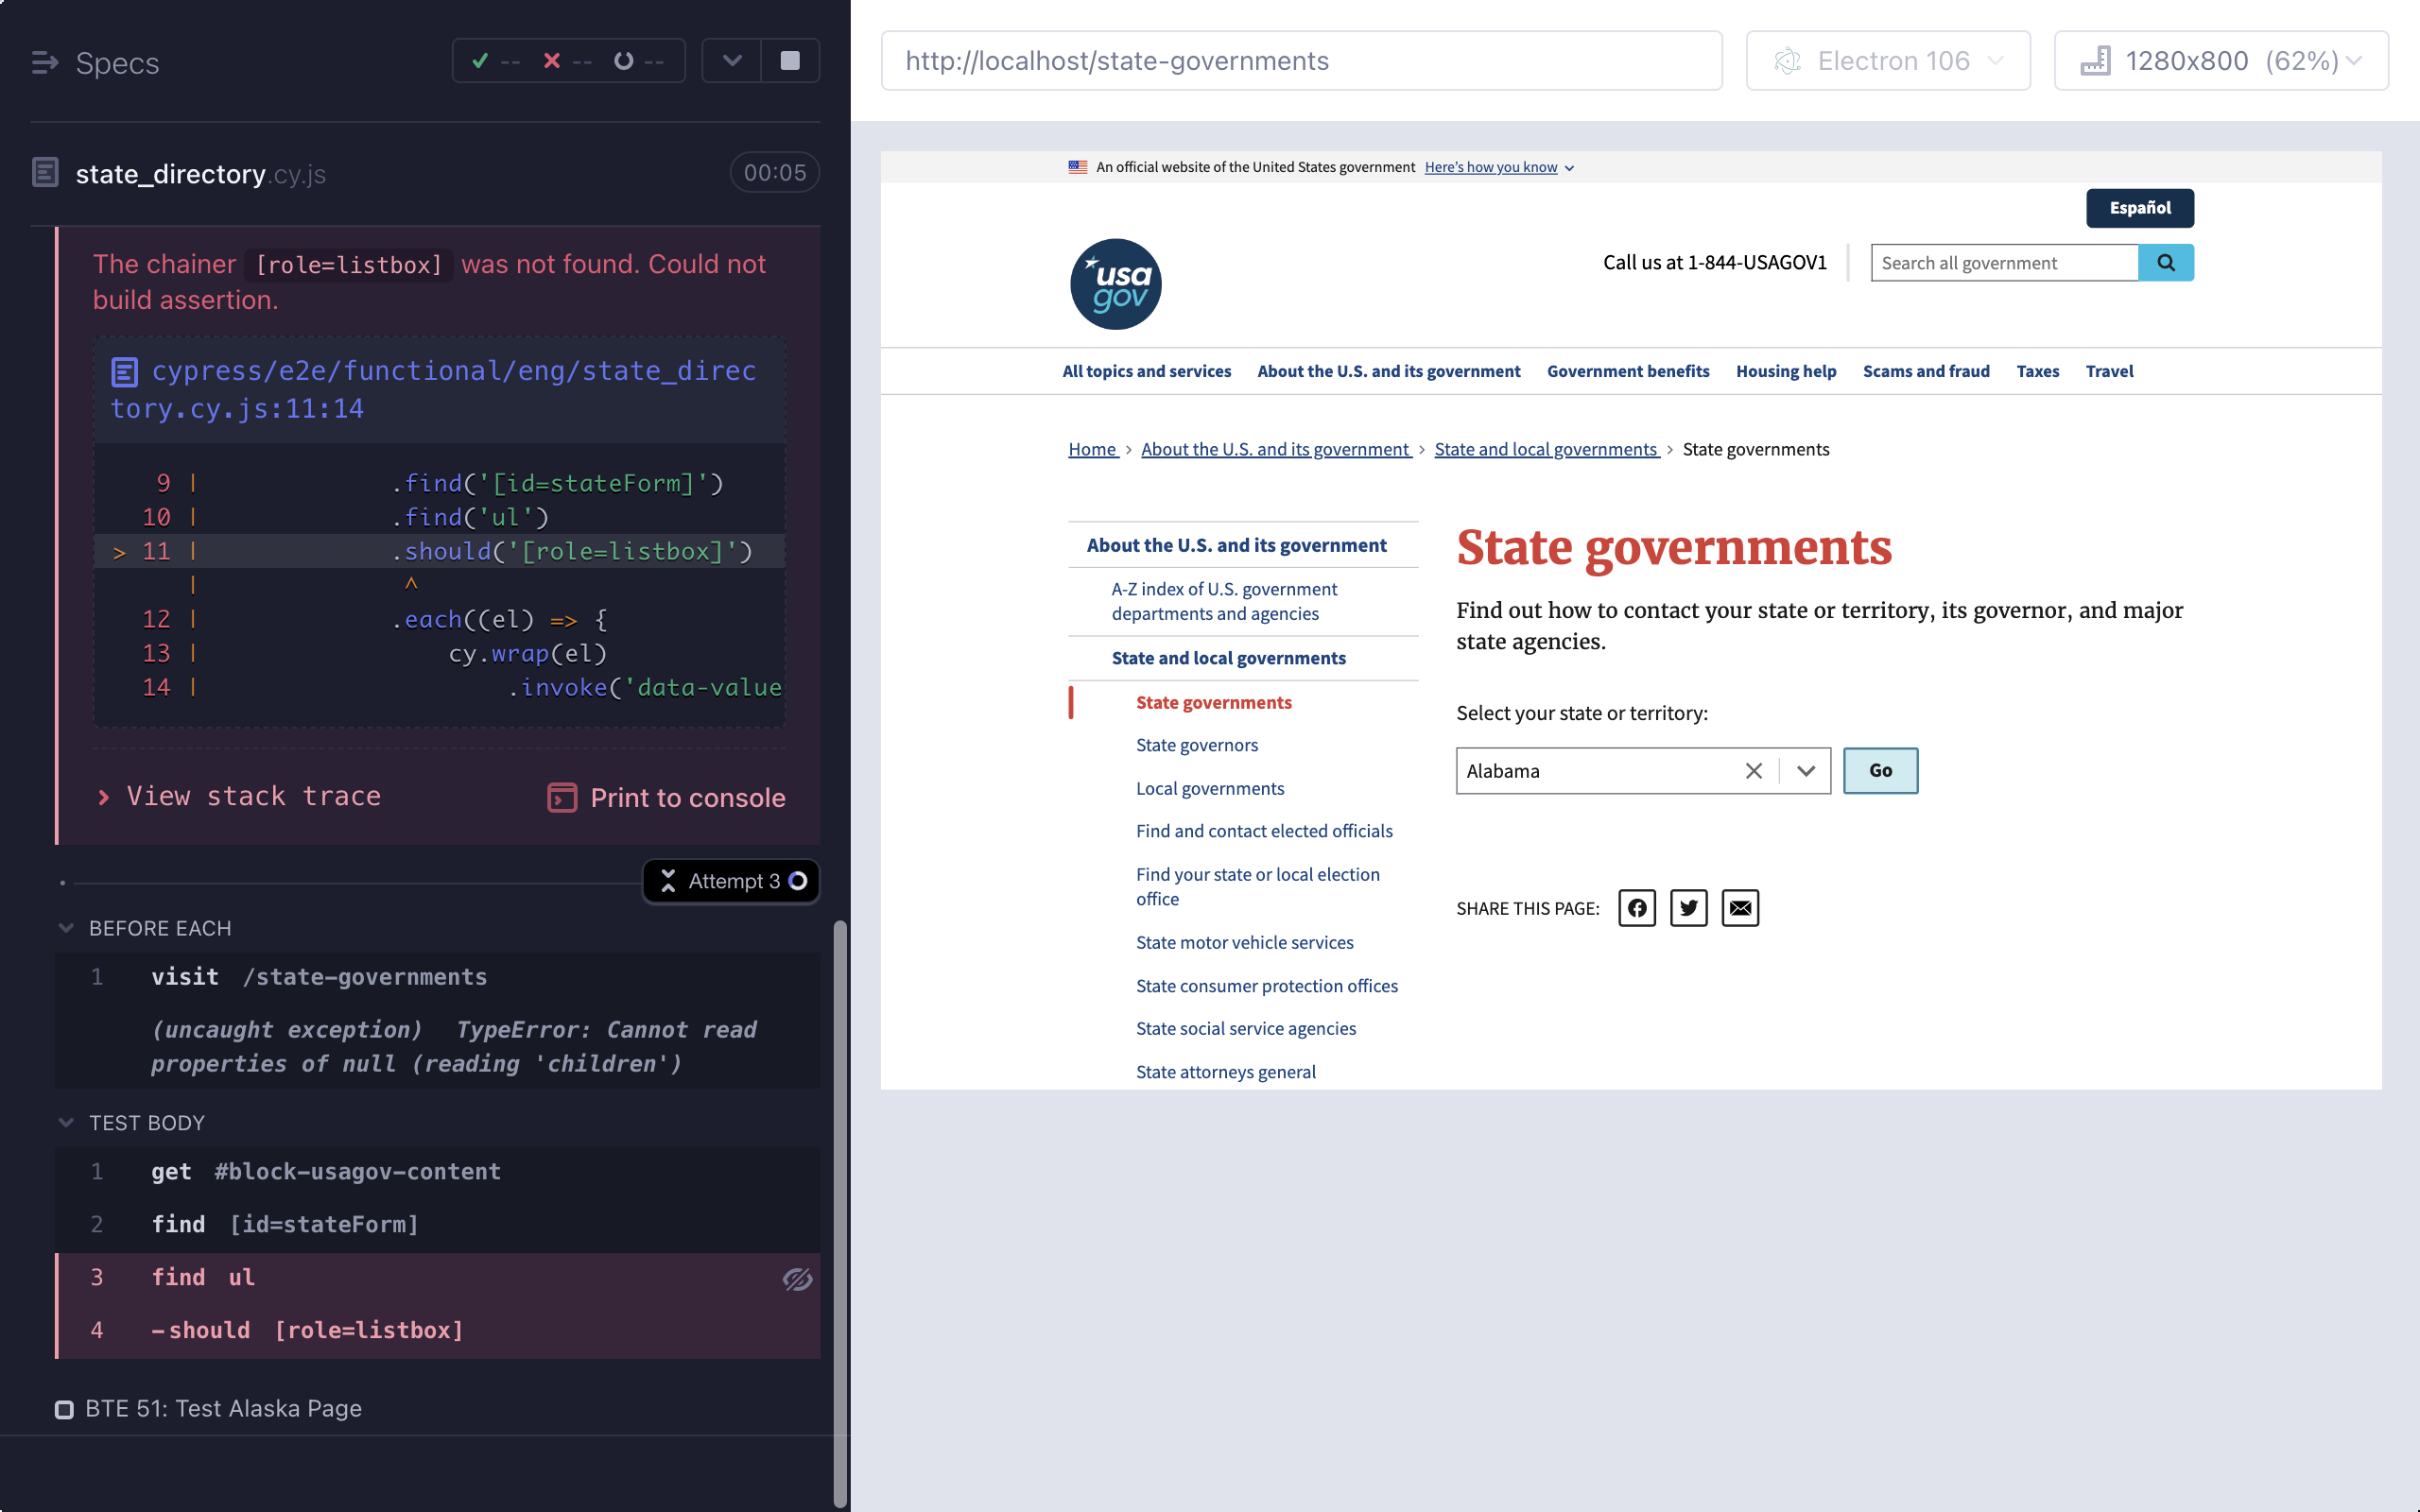 Specs
-- -- --
state_directory.cy.js
00:05
The chainer [role=listbox] was not found. Could not
build assertion.
cypress/e2e/functional/eng/state_direc
tory.cy.js:11:14
9 | .find('[id=stateForm]')
10 | .find('ul')
> 11 | .should('[role=listbox]')
| ^
12 | .each((el) => {
13 | cy.wrap(el)
14 | .invoke('data-value
View stack trace
Print to console
Attempt 3
BEFORE EACH
1 visit /state-governments
(uncaught exception) TypeError: Cannot read
properties of null (reading 'children')
TEST BODY
1 get #block-usagov-content
2 find [id=stateForm]
3 find ul
4 -should [role=listbox]
BTE 51: Test Alaska Page
http://localhost/state-governments
Electron 106
1280x800 (62%)
An official website of the United States government Here's how you know
Español
usa
gov
Call us at 1-844-USAGOV1
Search all government
All topics and services About the U.S. and its government Government benefits Housing help Scams and fraud Taxes Travel
Home > About the U.S. and its government > State and local governments > State governments
About the U.S. and its government
A-Z index of U.S. government
departments and agencies
State and local governments
State governments
State governors
Local governments
Find and contact elected officials
Find your state or local election
office
State motor vehicle services
State consumer protection offices
State social service agencies
State attorneys general
State governments
Find out how to contact your state or territory, its governor, and major
state agencies.
Select your state or territory:
Alabama
Go
SHARE THIS PAGE: